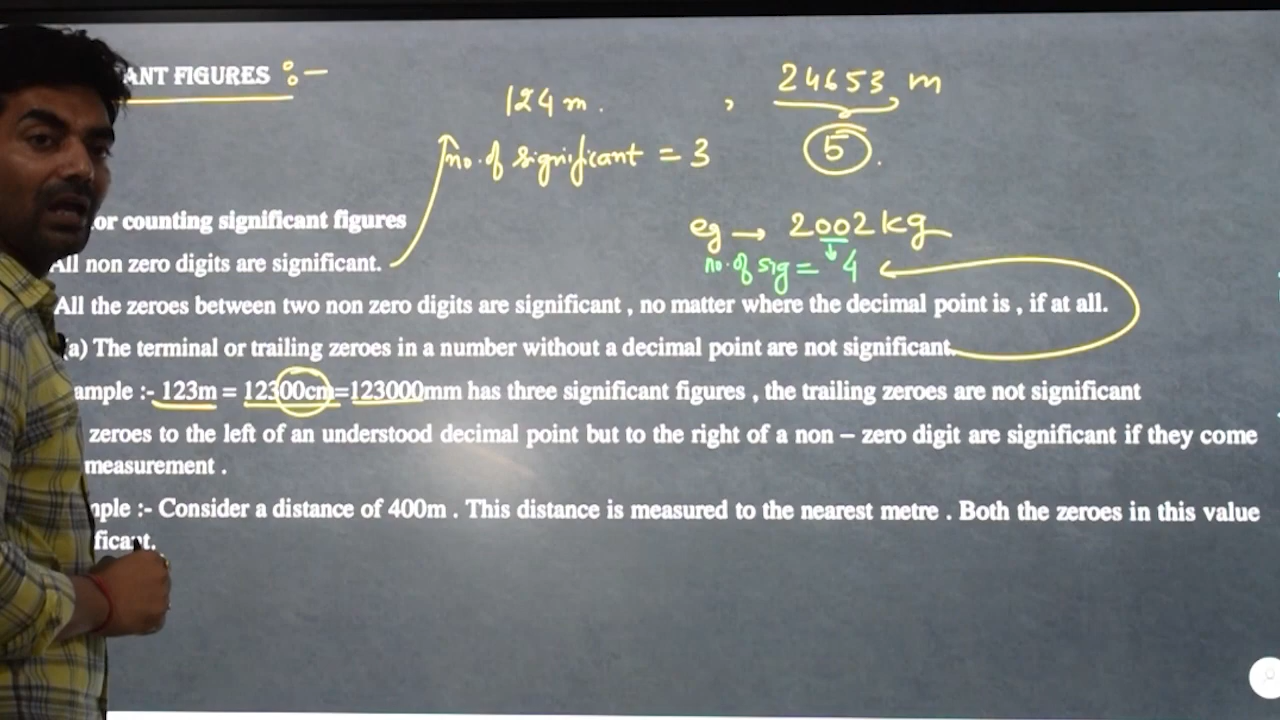 ANT FIGURES :-
124 m . , 24653 m
no. of significant = 3 5 .
or counting significant figures
eg → 2002 kg
All non zero digits are significant.
no. of sig = 4
All the zeroes between two non zero digits are significant , no matter where the decimal point is , if at all.
(a) The terminal or trailing zeroes in a number without a decimal point are not significant.
ample :- 123m = 12300cm=123000mm has three significant figures , the trailing zeroes are not significant
zeroes to the left of an understood decimal point but to the right of a non – zero digit are significant if they come
measurement .
ple :- Consider a distance of 400m . This distance is measured to the nearest metre . Both the zeroes in this value
ficant.